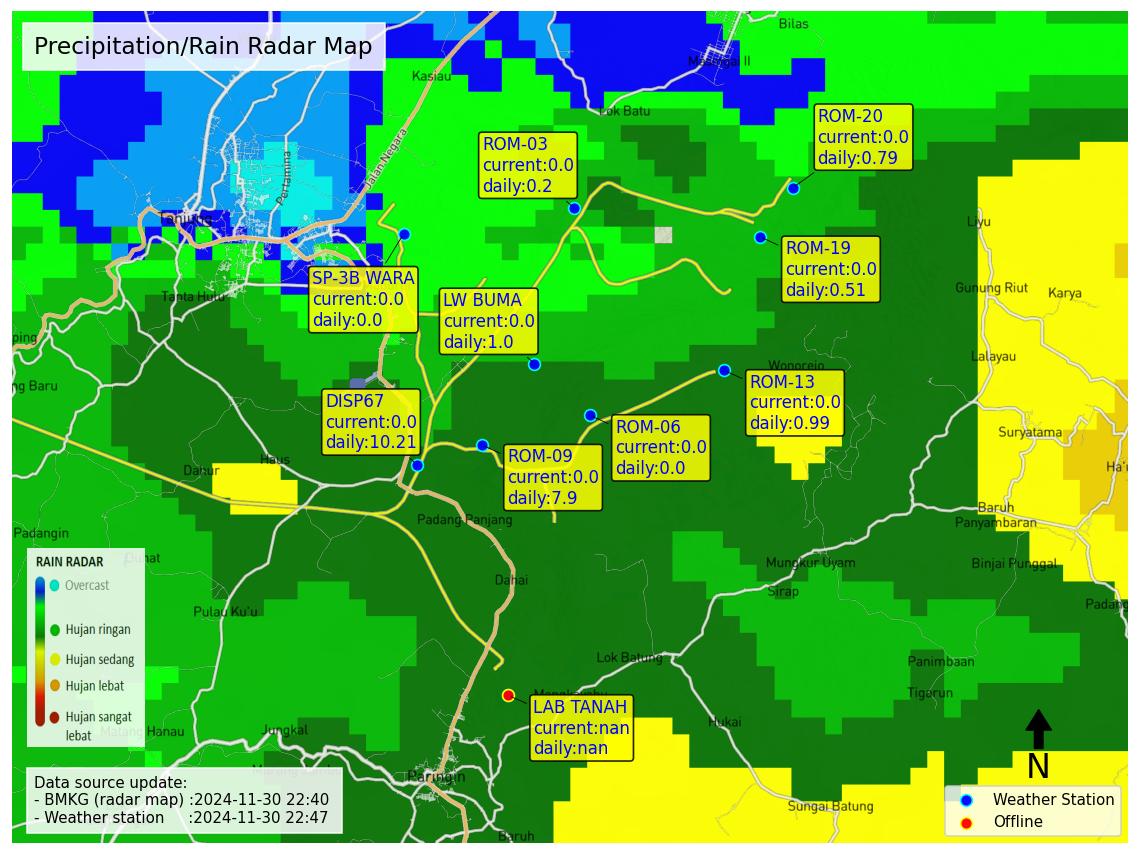 Precipitation/Rain Radar Map
Bilas
Kasiau
Lok Batu
Jalan Negara
Pertamina
Tanjung
Tanta Hulu
ROM-20
current:0.0
daily:0.79
ROM-03
current:0.0
daily:0.2
ROM-19
current:0.0
daily:0.51
SP-3B WARA
current:0.0
daily:0.0
LW BUMA
current:0.0
daily:1.0
Liyu
Gunung Riut
Karya
Lalayau
ping
ng Baru
Wonorejo
ROM-13
current:0.0
daily:0.99
DISP67
current:0.0
daily:10.21
ROM-06
current:0.0
daily:0.0
ROM-09
current:0.0
daily:7.9
Suryatama
Ha'u
Dahur
Haus
Baruh
Panyambaran
Padang Panjang
Padangin
Binjai Punggal
Mungkur Uyam
Sirap
Dahai
Padang
Pulau Ku'u
RAIN RADAR
Overcast
Hujan ringan
Hujan sedang
Hujan lebat
Hujan sangat
lebat
Lok Batung
Panimbaan
Tigarun
LAB TANAH
current:nan
daily:nan
Hukai
Matang Hanau
Jungkal
Paringin
Sungai Batung
Baruh
Data source update:
- BMKG (radar map) :2024-11-30 22:40
- Weather station :2024-11-30 22:47
N
Weather Station
Offline